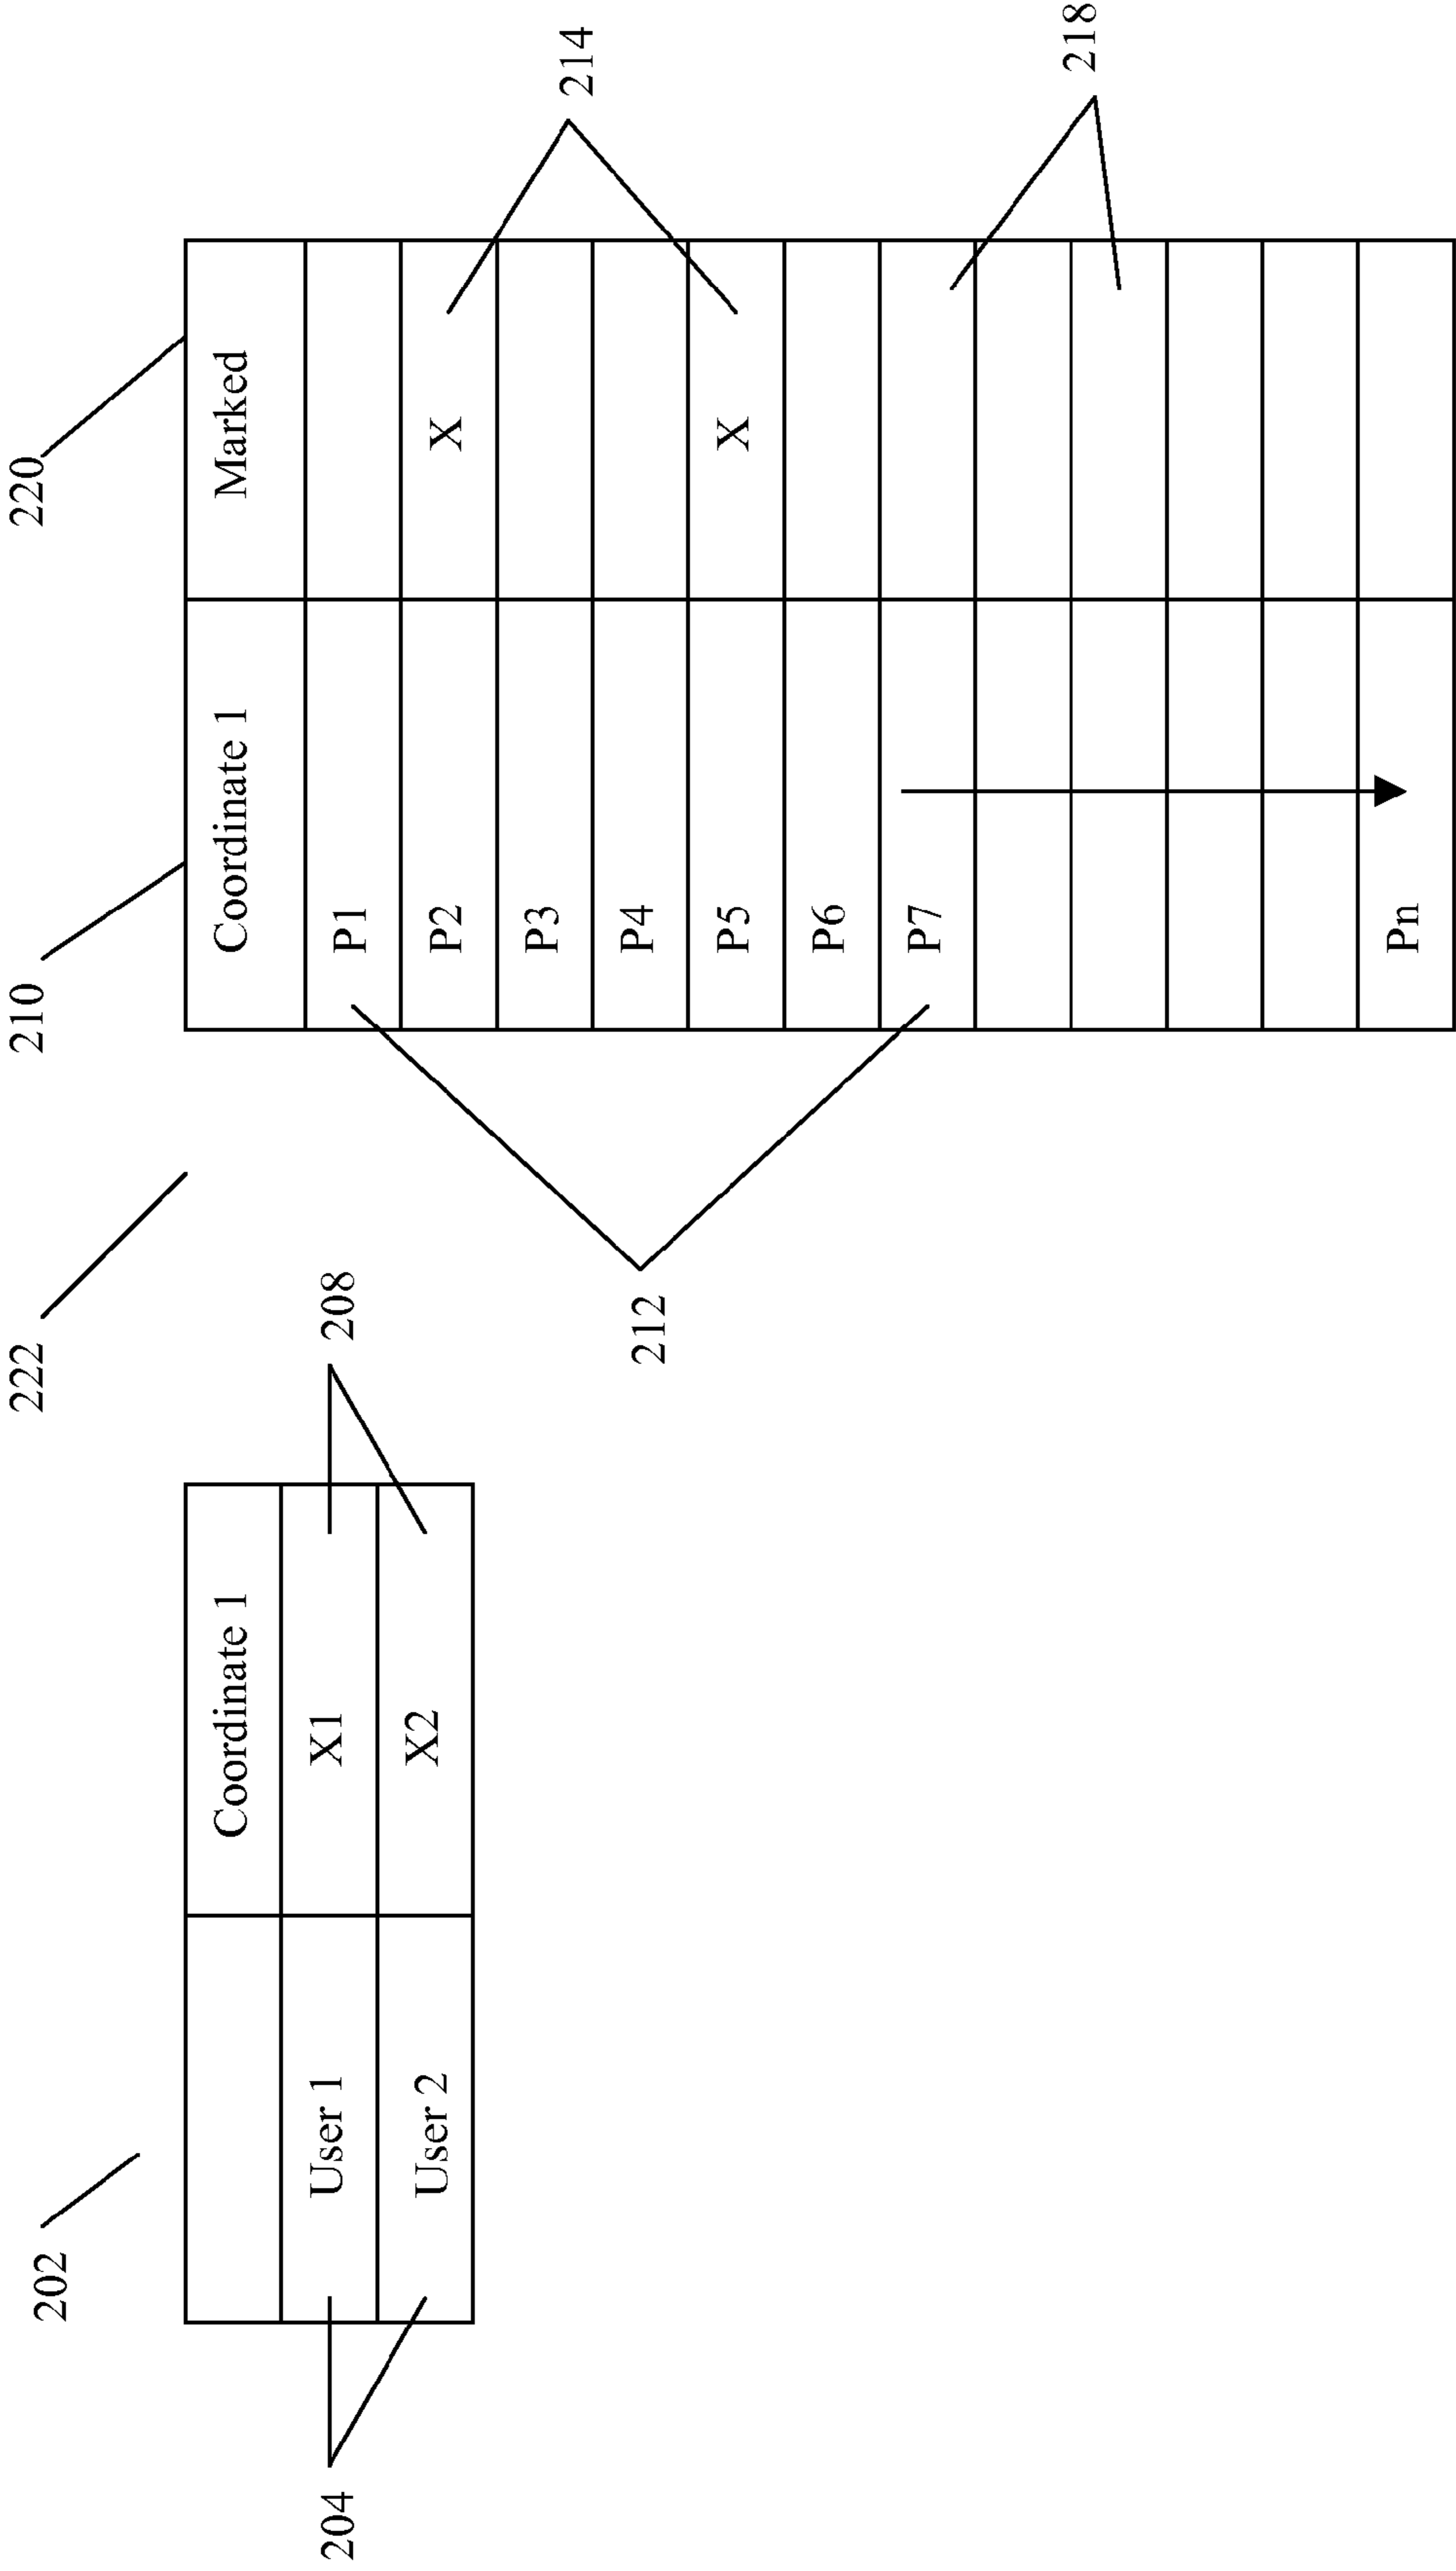 202
222
210
220
Coordinate 1
User 1 X1
User 2 X2
204
208
Coordinate 1 Marked
P1
P2 X
P3
P4
P5 X
P6
P7
Pn
212
214
218